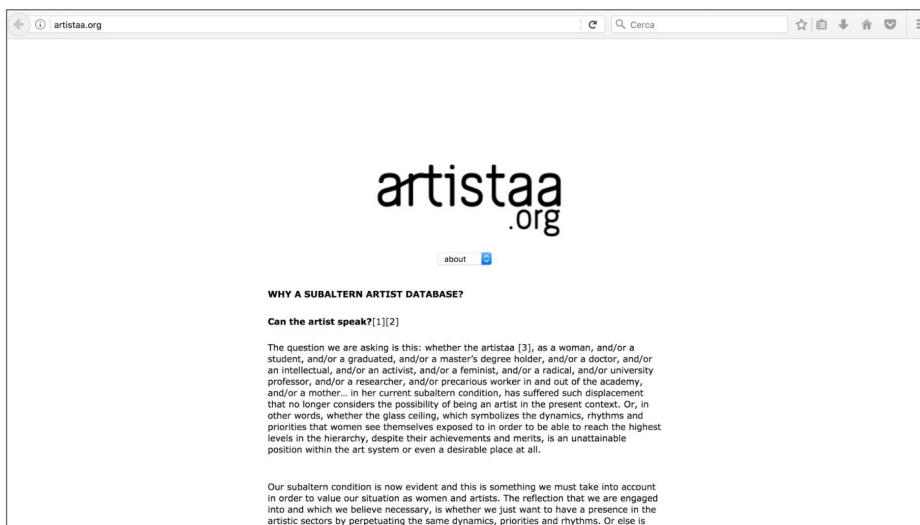 artistaa.org
Cerca
artistaa
.org
about
WHY A SUBALTERN ARTIST DATABASE?
Can the artist speak?[1][2]
The question we are asking is this: whether the artistaa [3], as a woman, and/or a
student, and/or a graduated, and/or a master's degree holder, and/or a doctor, and/or
an intellectual, and/or an activist, and/or a feminist, and/or a radical, and/or university
professor, and/or a researcher, and/or precarious worker in and out of the academy,
and/or a mother... in her current subaltern condition, has suffered such displacement
that no longer considers the possibility of being an artist in the present context. Or, in
other words, whether the glass ceiling, which symbolizes the dynamics, rhythms and
priorities that women see themselves exposed to in order to be able to reach the highest
levels in the hierarchy, despite their achievements and merits, is an unattainable
position within the art system or even a desirable place at all.
Our subaltern condition is now evident and this is something we must take into account
in order to value our situation as women and artists. The reflection that we are engaged
into and which we believe necessary, is whether we just want to have a presence in the
artistic sectors by perpetuating the same dynamics, priorities and rhythms. Or else is